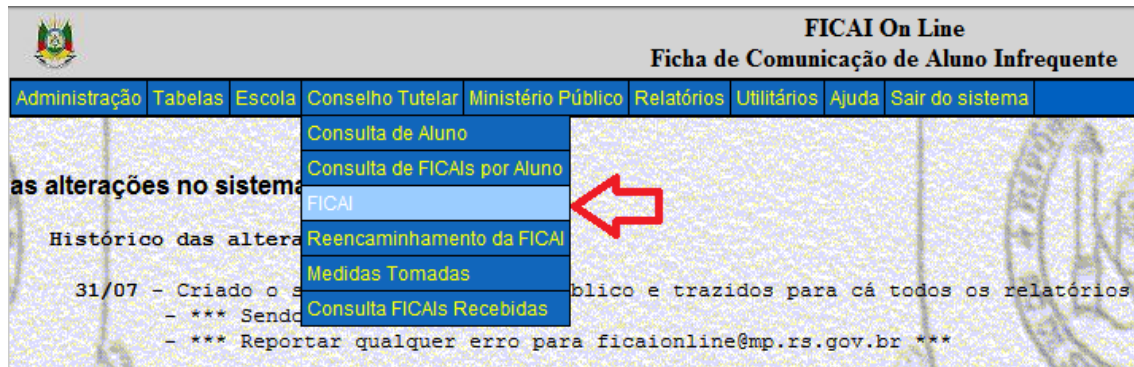 FICAI On Line
Ficha de Comunicação de Aluno Infrequente
Administração Tabelas Escola Conselho Tutelar Ministério Público Relatórios Utilitários Ajuda Sair do sistema
Consulta de Aluno
Consulta de FICAIs por Aluno
FICAI
Reencaminhamento da FICAI
Medidas Tomadas
Consulta FICAIs Recebidas
as alterações no sistema
Histórico das altera
31/07 - Criado o s blico e trazidos para cá todos os relatórios
- *** Sendo
- *** Reportar qualquer erro para ficaionline@mp.rs.gov.br ***